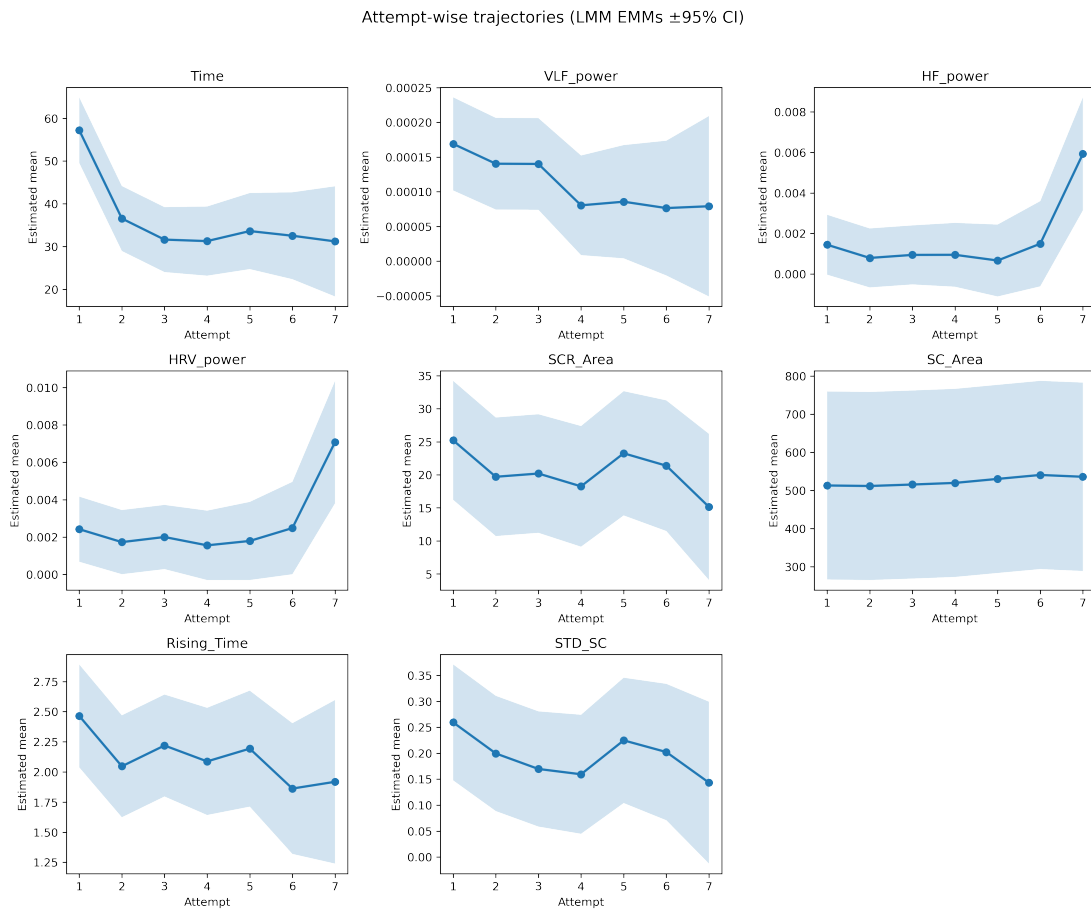 Attempt-wise trajectories (LMM EMMs ±95% CI)
Time
VLF_power
HF_power
Estimated mean
60
50
40
30
20
1 2 3 4 5 6 7
Attempt
Estimated mean
0.00025
0.00020
0.00015
0.00010
0.00005
0.00000
−0.00005
1 2 3 4 5 6 7
Attempt
Estimated mean
0.008
0.006
0.004
0.002
0.000
1 2 3 4 5 6 7
Attempt
HRV_power
SCR_Area
SC_Area
Estimated mean
0.010
0.008
0.006
0.004
0.002
0.000
1 2 3 4 5 6 7
Attempt
Estimated mean
35
30
25
20
15
10
5
1 2 3 4 5 6 7
Attempt
Estimated mean
800
700
600
500
400
300
1 2 3 4 5 6 7
Attempt
Rising_Time
STD_SC
Estimated mean
2.75
2.50
2.25
2.00
1.75
1.50
1.25
1 2 3 4 5 6 7
Attempt
Estimated mean
0.35
0.30
0.25
0.20
0.15
0.10
0.05
0.00
1 2 3 4 5 6 7
Attempt